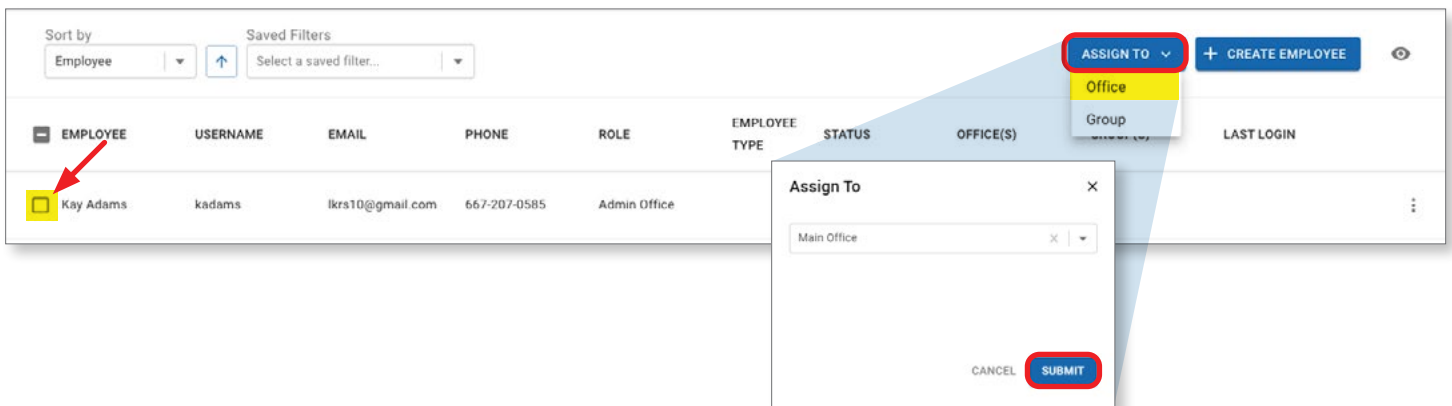 Sort by
Saved Filters
Employee
Select a saved filter...
ASSIGN TO
+ CREATE EMPLOYEE
Office
Group
EMPLOYEE
USERNAME
EMAIL
PHONE
ROLE
EMPLOYEE
TYPE
STATUS
OFFICE(S)
LAST LOGIN
Kay Adams
kadams
lkrs10@gmail.com
667-207-0585
Admin Office
Assign To
Main Office
CANCEL
SUBMIT